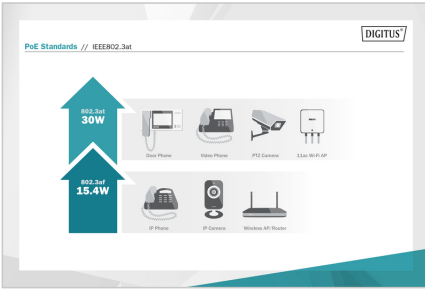 DIGITUS®
PoE Standards // IEEE802.3at
802.3at
30W
Door Phone
Video Phone
PTZ Camera
11ac Wi-Fi AP
802.3af
15.4W
IP Phone
IP Camera
Wireless AP/Router